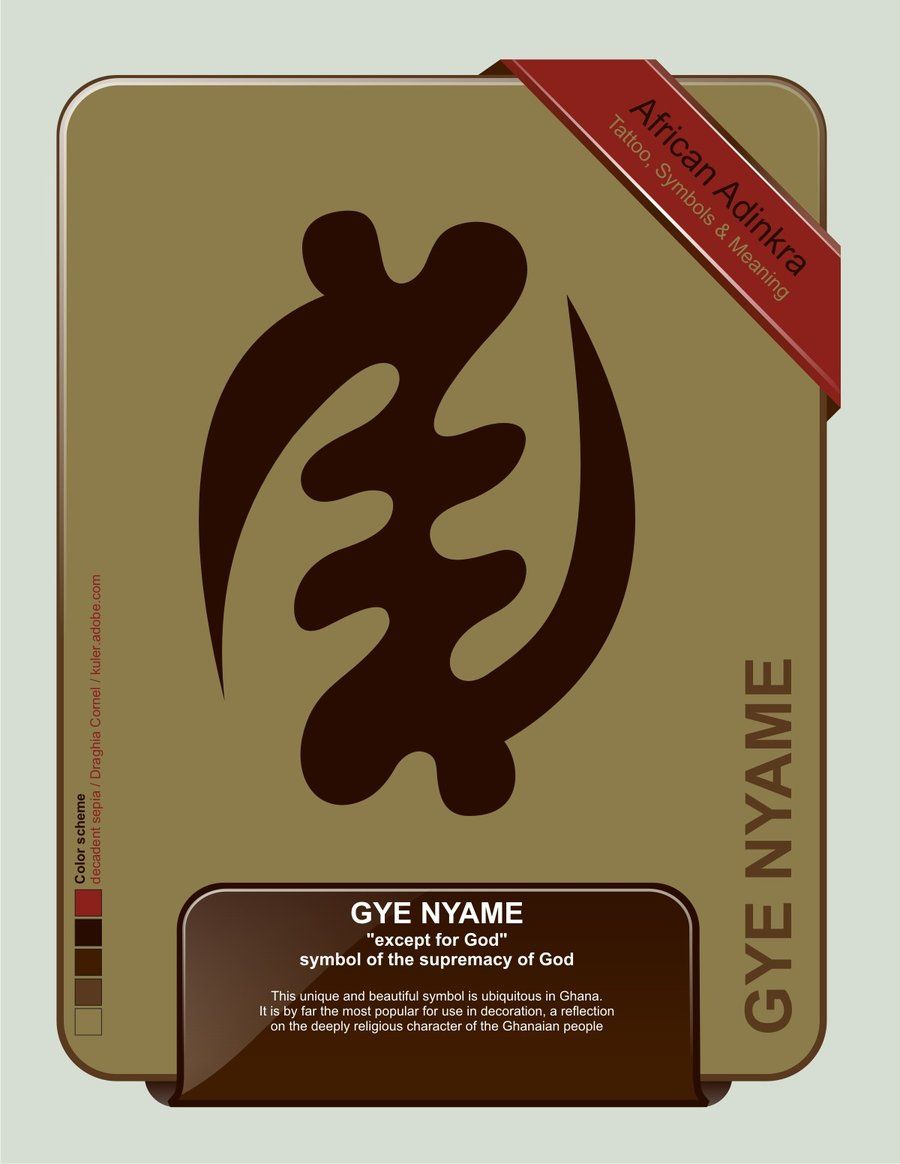 African Adinkra
Tattoo, Symbols & Meaning
GYE NYAME
Color scheme
decadent sepia / Draghia Cornel / kuler.adobe.com
GYE NYAME
"except for God"
symbol of the supremacy of God
This unique and beautiful symbol is ubiquitous in Ghana.
It is by far the most popular for use in decoration, a reflection
on the deeply religious character of the Ghanaian people